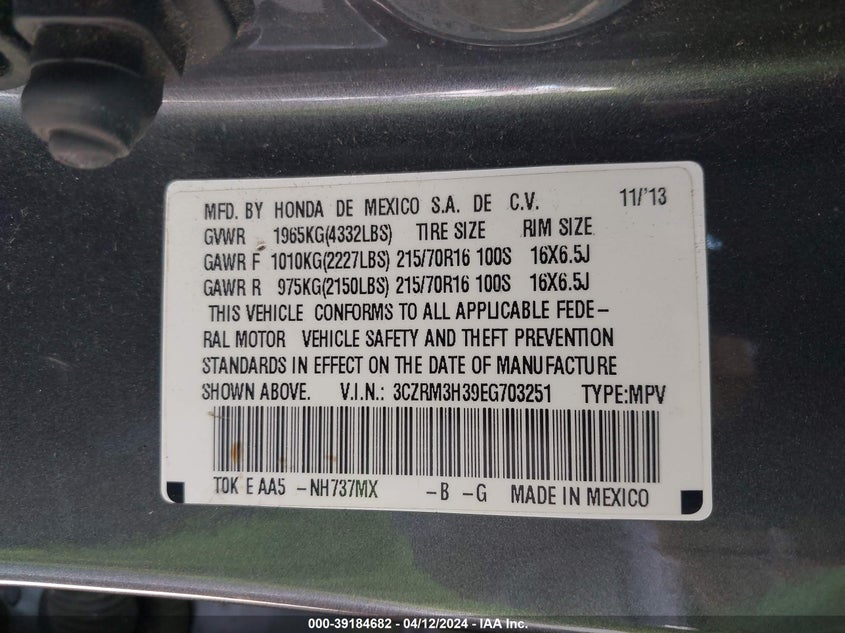 MFD. BY HONDA DE MEXICO S.A. DE C.V. 11/'13
GVWR 1965KG(4332LBS) TIRE SIZE RIM SIZE
GAWR F 1010KG(2227LBS) 215/70R16 100S 16X6.5J
GAWR R 975KG(2150LBS) 215/70R16 100S 16X6.5J
THIS VEHICLE CONFORMS TO ALL APPLICABLE FEDE–
RAL MOTOR VEHICLE SAFETY AND THEFT PREVENTION
STANDARDS IN EFFECT ON THE DATE OF MANUFACTURE
SHOWN ABOVE. V.I.N.: 3CZRM3H39EG703251 TYPE:MPV
T0K E AA5 –NH737MX –B –G MADE IN MEXICO
000-39184682 - 04/12/2024 - IAA Inc.